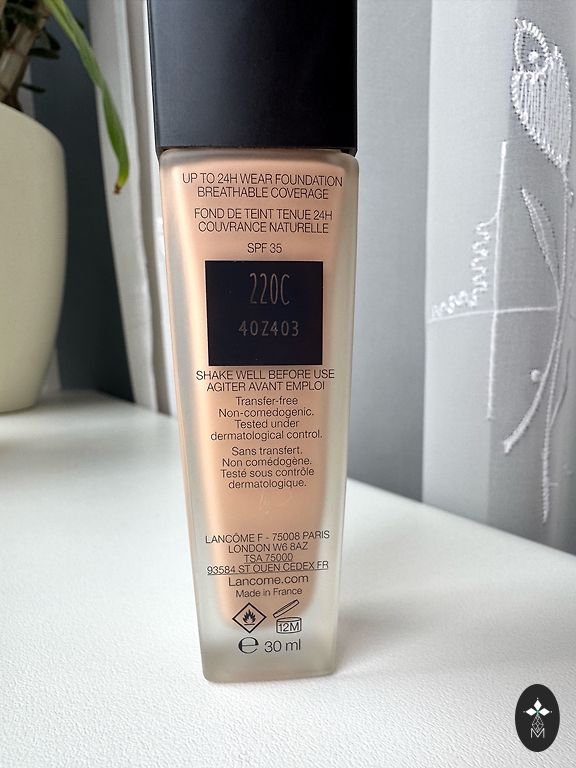 UP TO 24H WEAR FOUNDATION
BREATHABLE COVERAGE
FOND DE TEINT TENUE 24H
COUVRANCE NATURELLE
SPF 35
220C
40Z403
SHAKE WELL BEFORE USE
AGITER AVANT EMPLOI
Transfer-free
Non-comedogenic.
Tested under
dermatological control.
Sans transfert.
Non comédogène.
Testé sous contrôle
dermatologique.
LANCÔME F - 75008 PARIS
LONDON W6 8AZ
TSA 75000
93584 ST OUEN CEDEX FR
Lancome.com
Made in France
12M
e 30 ml
M